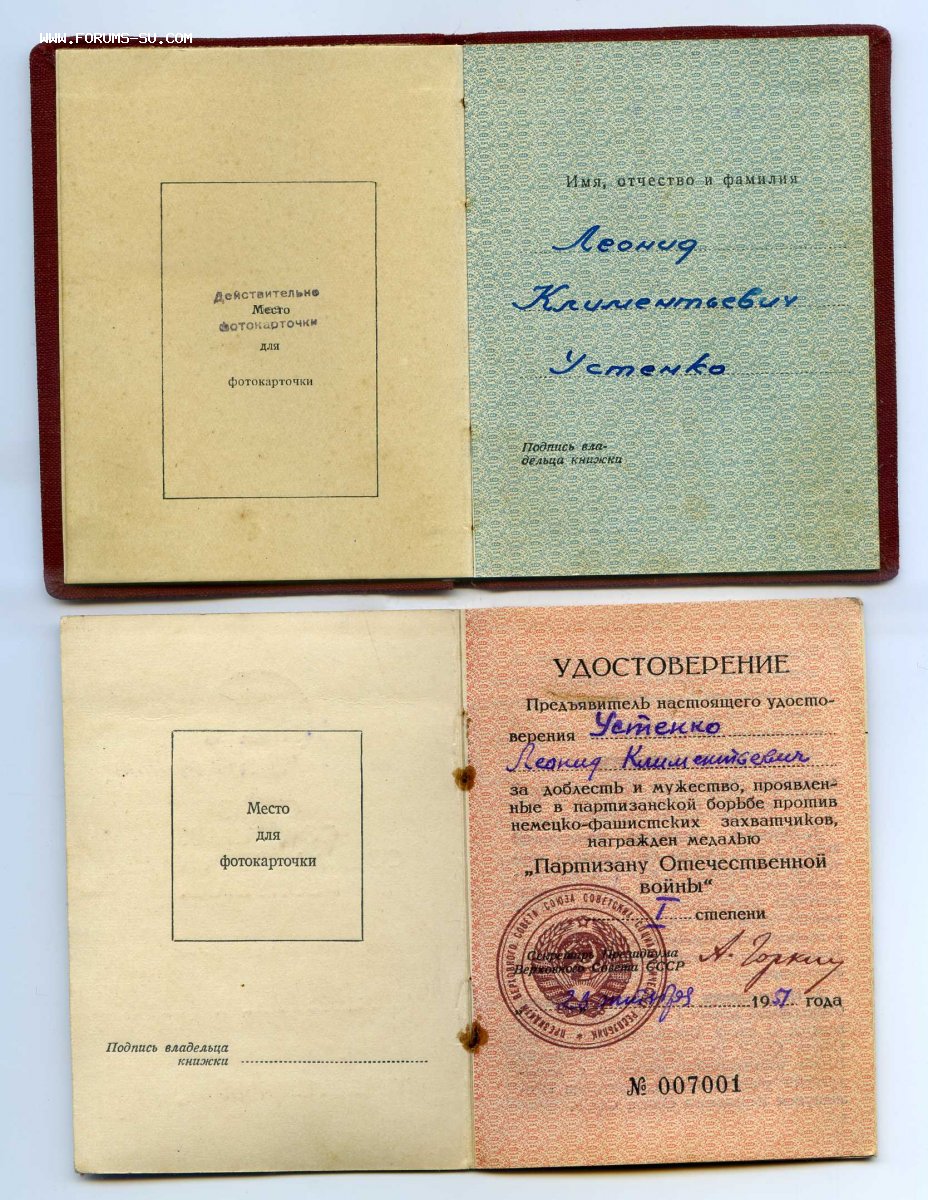 www.forums-su.com
Действительно
Место
фотокарточки
для
фотокарточки
Имя, отчество и фамилия
Леонид
Климентьевич
Устенко
Подпись вла-
дельца книжки
Место
для
фотокарточки
Подпись владельца
книжки
УДОСТОВЕРЕНИЕ
Предъявитель настоящего удосто-
верения Устенко
Леонид Климентьевич
за доблесть и мужество, проявлен-
ные в партизанской борьбе против
немецко-фашистских захватчиков,
награжден медалью
„Партизану Отечественной
войны“
I степени
Секретарь Президиума
Верховного Совета СССР А. Горкин
1951 года
№ 007001